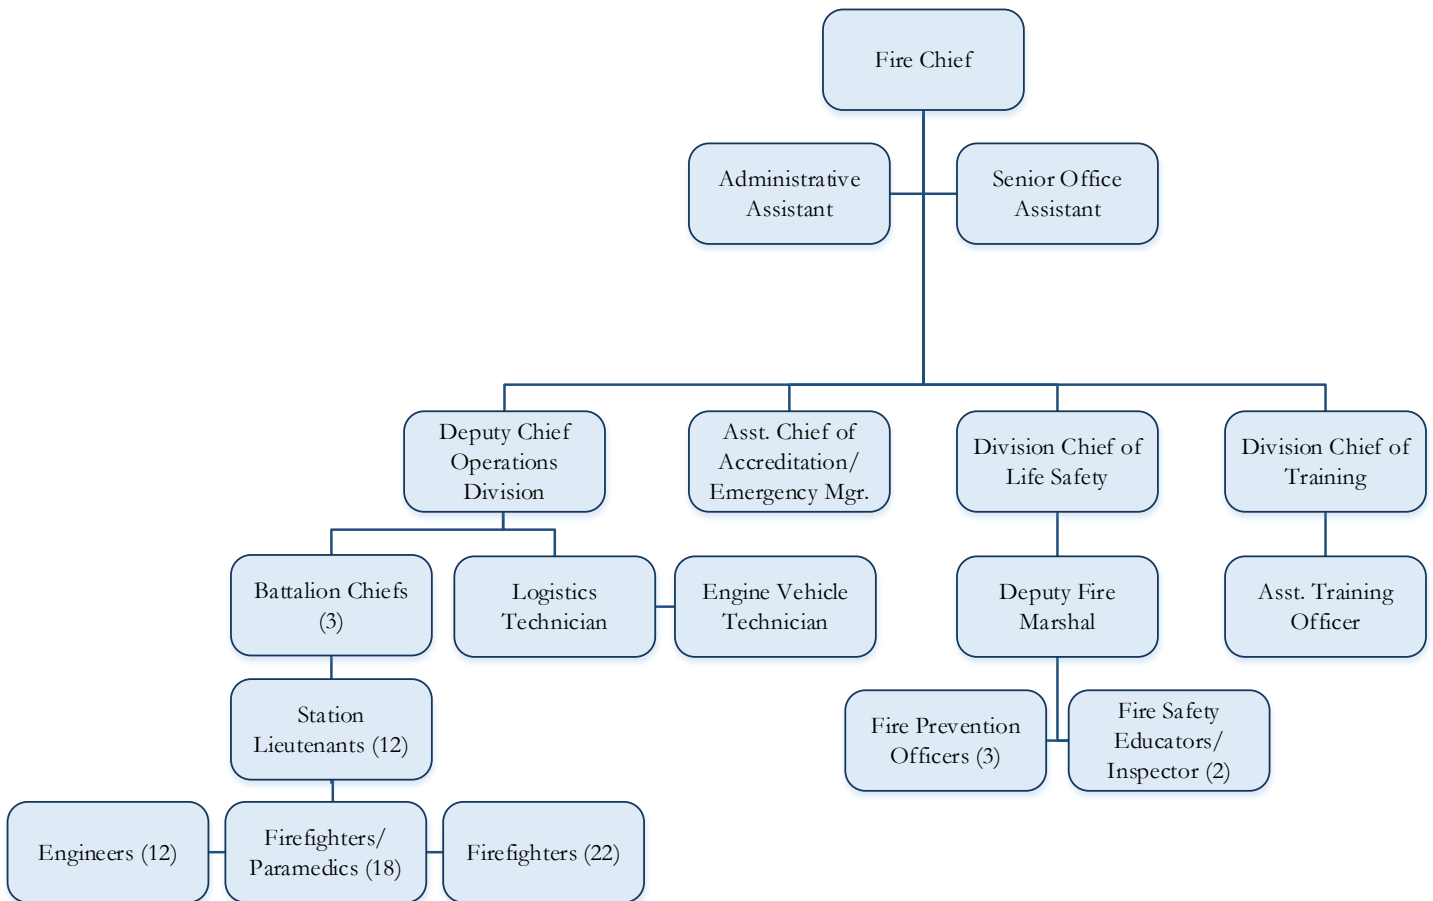 Fire Chief
Administrative
Assistant
Senior Office
Assistant
Deputy Chief
Operations
Division
Asst. Chief of
Accreditation/
Emergency Mgr.
Division Chief of
Life Safety
Division Chief of
Training
Battalion Chiefs
(3)
Logistics
Technician
Engine Vehicle
Technician
Deputy Fire
Marshal
Asst. Training
Officer
Station
Lieutenants (12)
Fire Prevention
Officers (3)
Fire Safety
Educators/
Inspector (2)
Engineers (12)
Firefighters/
Paramedics (18)
Firefighters (22)